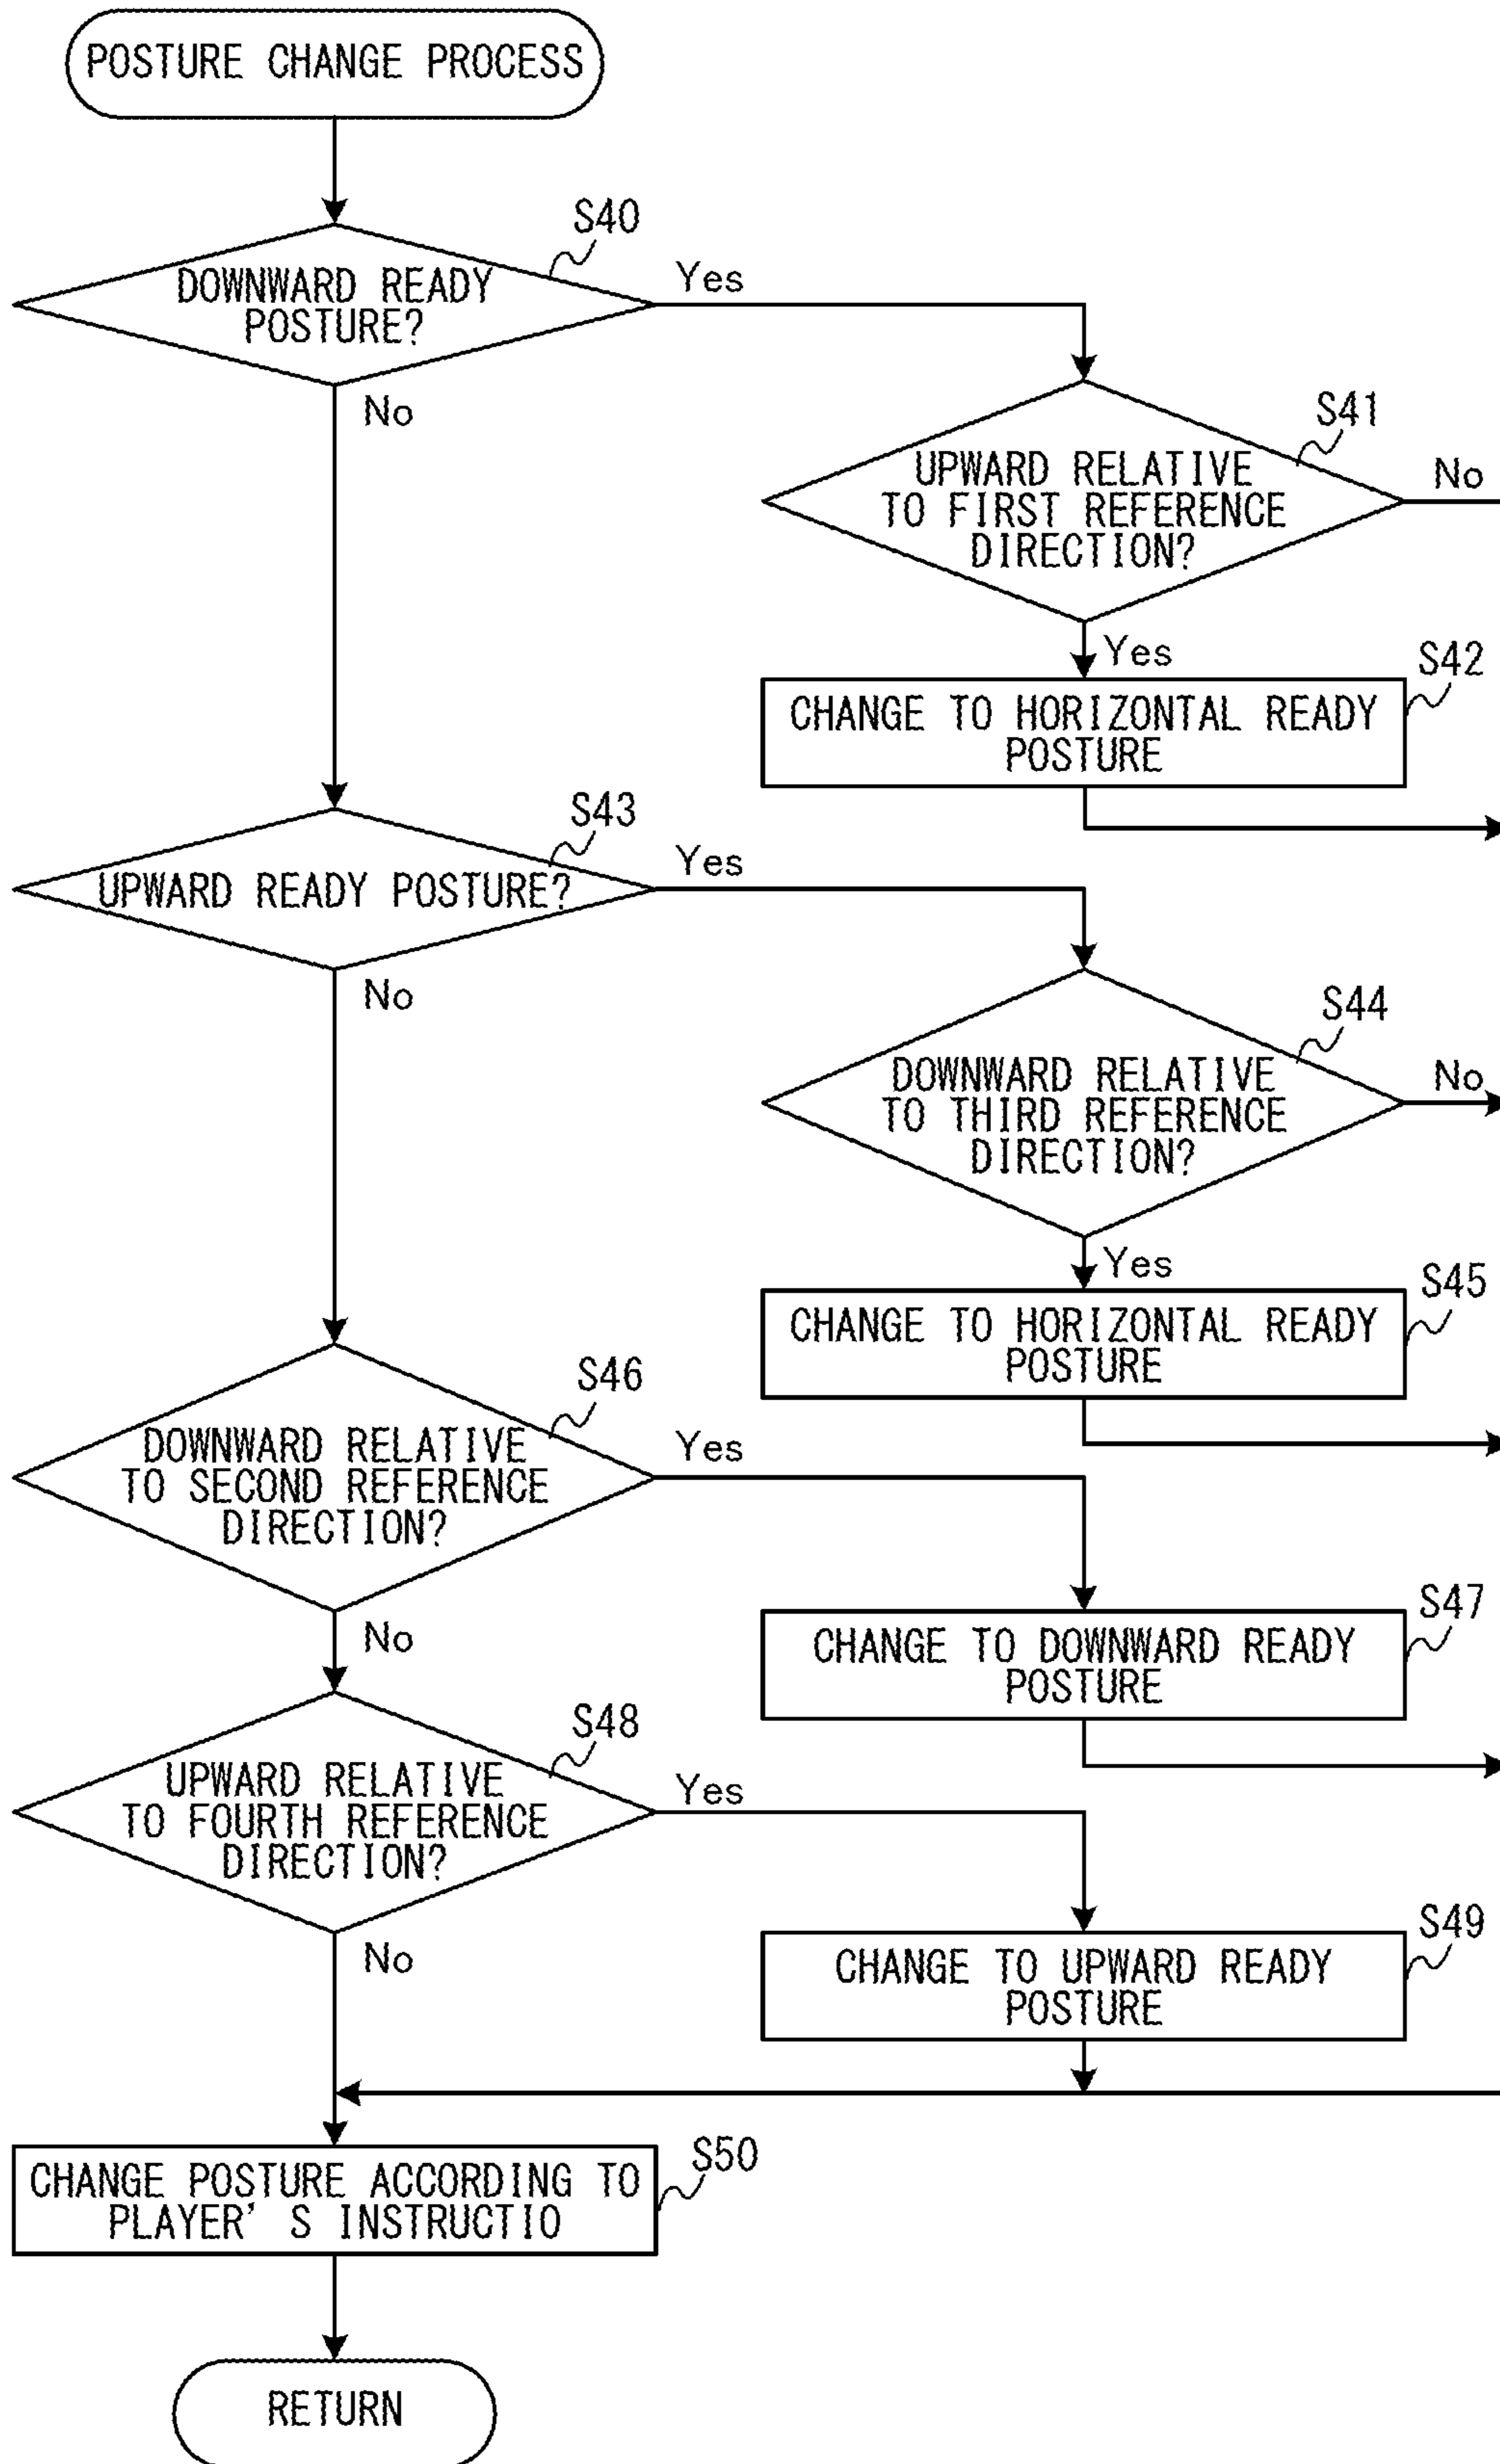 POSTURE CHANGE PROCESS
S40
DOWNWARD READY
POSTURE?
Yes
No
S41
UPWARD RELATIVE
TO FIRST REFERENCE
DIRECTION?
No
Yes
S42
CHANGE TO HORIZONTAL READY
POSTURE
S43
UPWARD READY POSTURE?
Yes
No
S44
DOWNWARD RELATIVE
TO THIRD REFERENCE
DIRECTION?
No
Yes
S45
CHANGE TO HORIZONTAL READY
POSTURE
S46
DOWNWARD RELATIVE
TO SECOND REFERENCE
DIRECTION?
Yes
No
S47
CHANGE TO DOWNWARD READY
POSTURE
S48
UPWARD RELATIVE
TO FOURTH REFERENCE
DIRECTION?
Yes
No
S49
CHANGE TO UPWARD READY
POSTURE
S50
CHANGE POSTURE ACCORDING TO
PLAYER' S INSTRUCTIO
RETURN